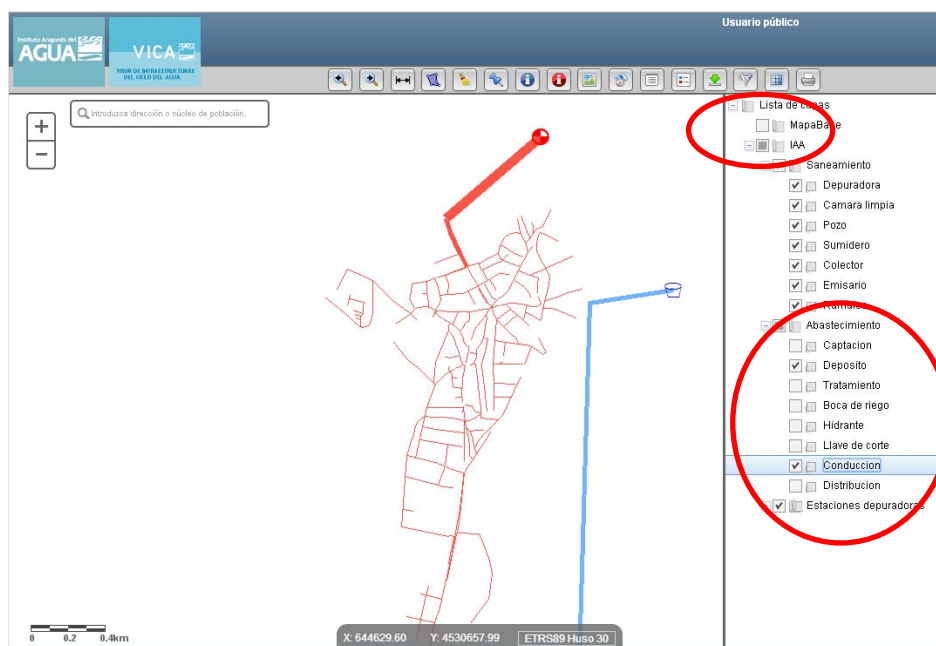 Usuario público
Instituto Aragonés del
AGUA
VICA
VISOR DE INFRAESTRUCTURAS
DEL CICLO DEL AGUA
Introduzca dirección o núcleo de población.
+
−
Lista de capas
MapaBase
IAA
Saneamiento
Depuradora
Camara limpia
Pozo
Sumidero
Colector
Emisario
Ramales
Abastecimiento
Captacion
Deposito
Tratamiento
Boca de riego
Hidrante
Llave de corte
Conduccion
Distribucion
Estaciones depuradoras
0 0.2 0.4km
X: 644629.60 Y: 4530657.99 ETRS89 Huso 30